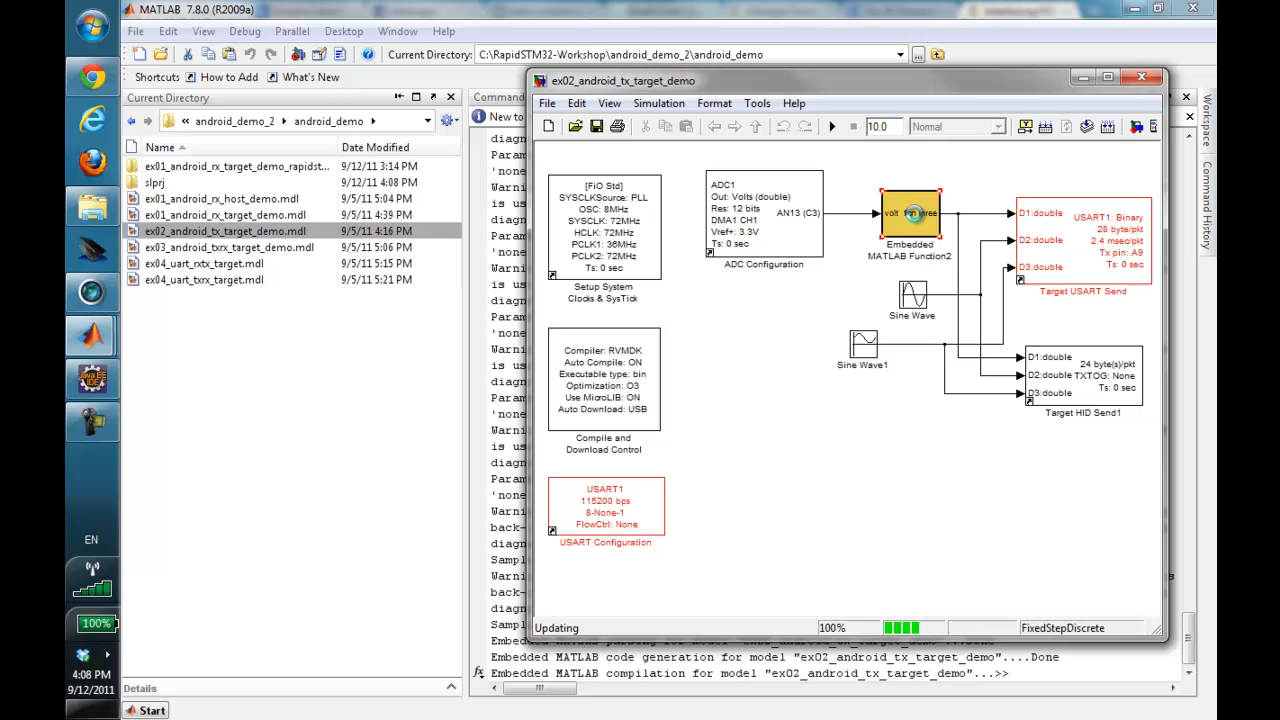 MATLAB 7.8.0 (R2009a)
File Edit View Debug Parallel Desktop Window Help
Current Directory: C:\RapidSTM32-Workshop\android_demo_2\android_demo
Shortcuts How to Add What's New
Current Directory
« android_demo_2 android_demo
Name Date Modified
ex01_android_rx_target_demo_rapidst... 9/12/11 3:14 PM
slprj 9/12/11 4:08 PM
ex01_android_rx_host_demo.mdl 9/5/11 5:04 PM
ex01_android_rx_target_demo.mdl 9/5/11 4:39 PM
ex02_android_tx_target_demo.mdl 9/5/11 4:16 PM
ex03_android_txrx_target_demo.mdl 9/5/11 5:06 PM
ex04_uart_rxtx_target.mdl 9/5/11 5:15 PM
ex04_uart_txrx_target.mdl 9/5/11 5:21 PM
Details
Start
EN
100%
4:08 PM
9/12/2011
New to
Workspace
Command History
ex02_android_tx_target_demo
File Edit View Simulation Format Tools Help
10.0 Normal
[FiO Std]
SYSCLKSource: PLL
OSC: 8MHz
SYSCLK: 72MHz
HCLK: 72MHz
PCLK1: 36MHz
PCLK2: 72MHz
Ts: 0 sec
Setup System
Clocks & SysTick
ADC1
Out: Volts (double)
Res: 12 bits
DMA1 CH1
Vref+: 3.3V
Ts: 0 sec
AN13 (C3)
ADC Configuration
volt
Embedded
MATLAB Function2
Sine Wave
Sine Wave1
D1:double
D2:double
D3:double
USART1: Binary
28 byte/pkt
2.4 msec/pkt
Tx pin: A9
Ts: 0 sec
Target USART Send
D1:double
D2:double
D3:double
24 byte(s)/pkt
TXTOG: None
Ts: 0 sec
Target HID Send1
Compiler: RVMDK
Auto Compile: ON
Executable type: bin
Optimization: O3
Use MicroLIB: ON
Auto Download: USB
Compile and
Download Control
USART1
115200 bps
8-None-1
FlowCtrl: None
USART Configuration
Updating 100% FixedStepDiscrete
Embedded MATLAB code generation for model "ex02_android_tx_target_demo"....Done
Embedded MATLAB compilation for model "ex02_android_tx_target_demo"...>>